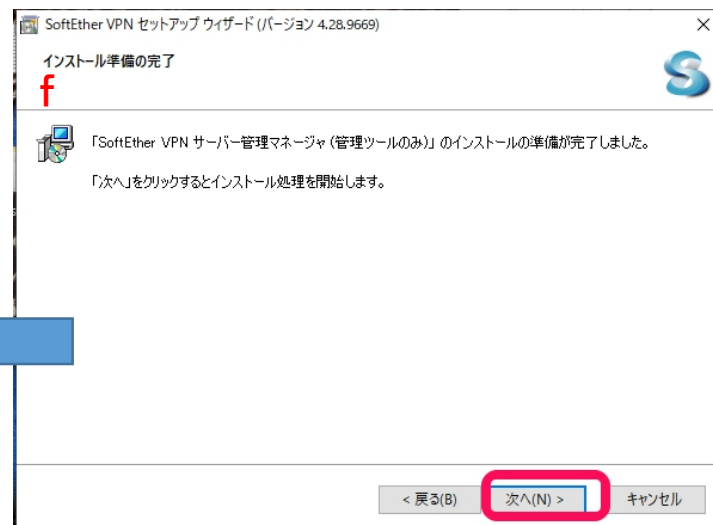 SoftEther VPN セットアップ ウィザード (バージョン 4.28.9669)
インストール準備の完了
f
「SoftEther VPN サーバー管理マネージャ (管理ツールのみ)」 のインストールの準備が完了しました。
「次へ」をクリックするとインストール処理を開始します。
< 戻る(B) 次へ(N) > キャンセル